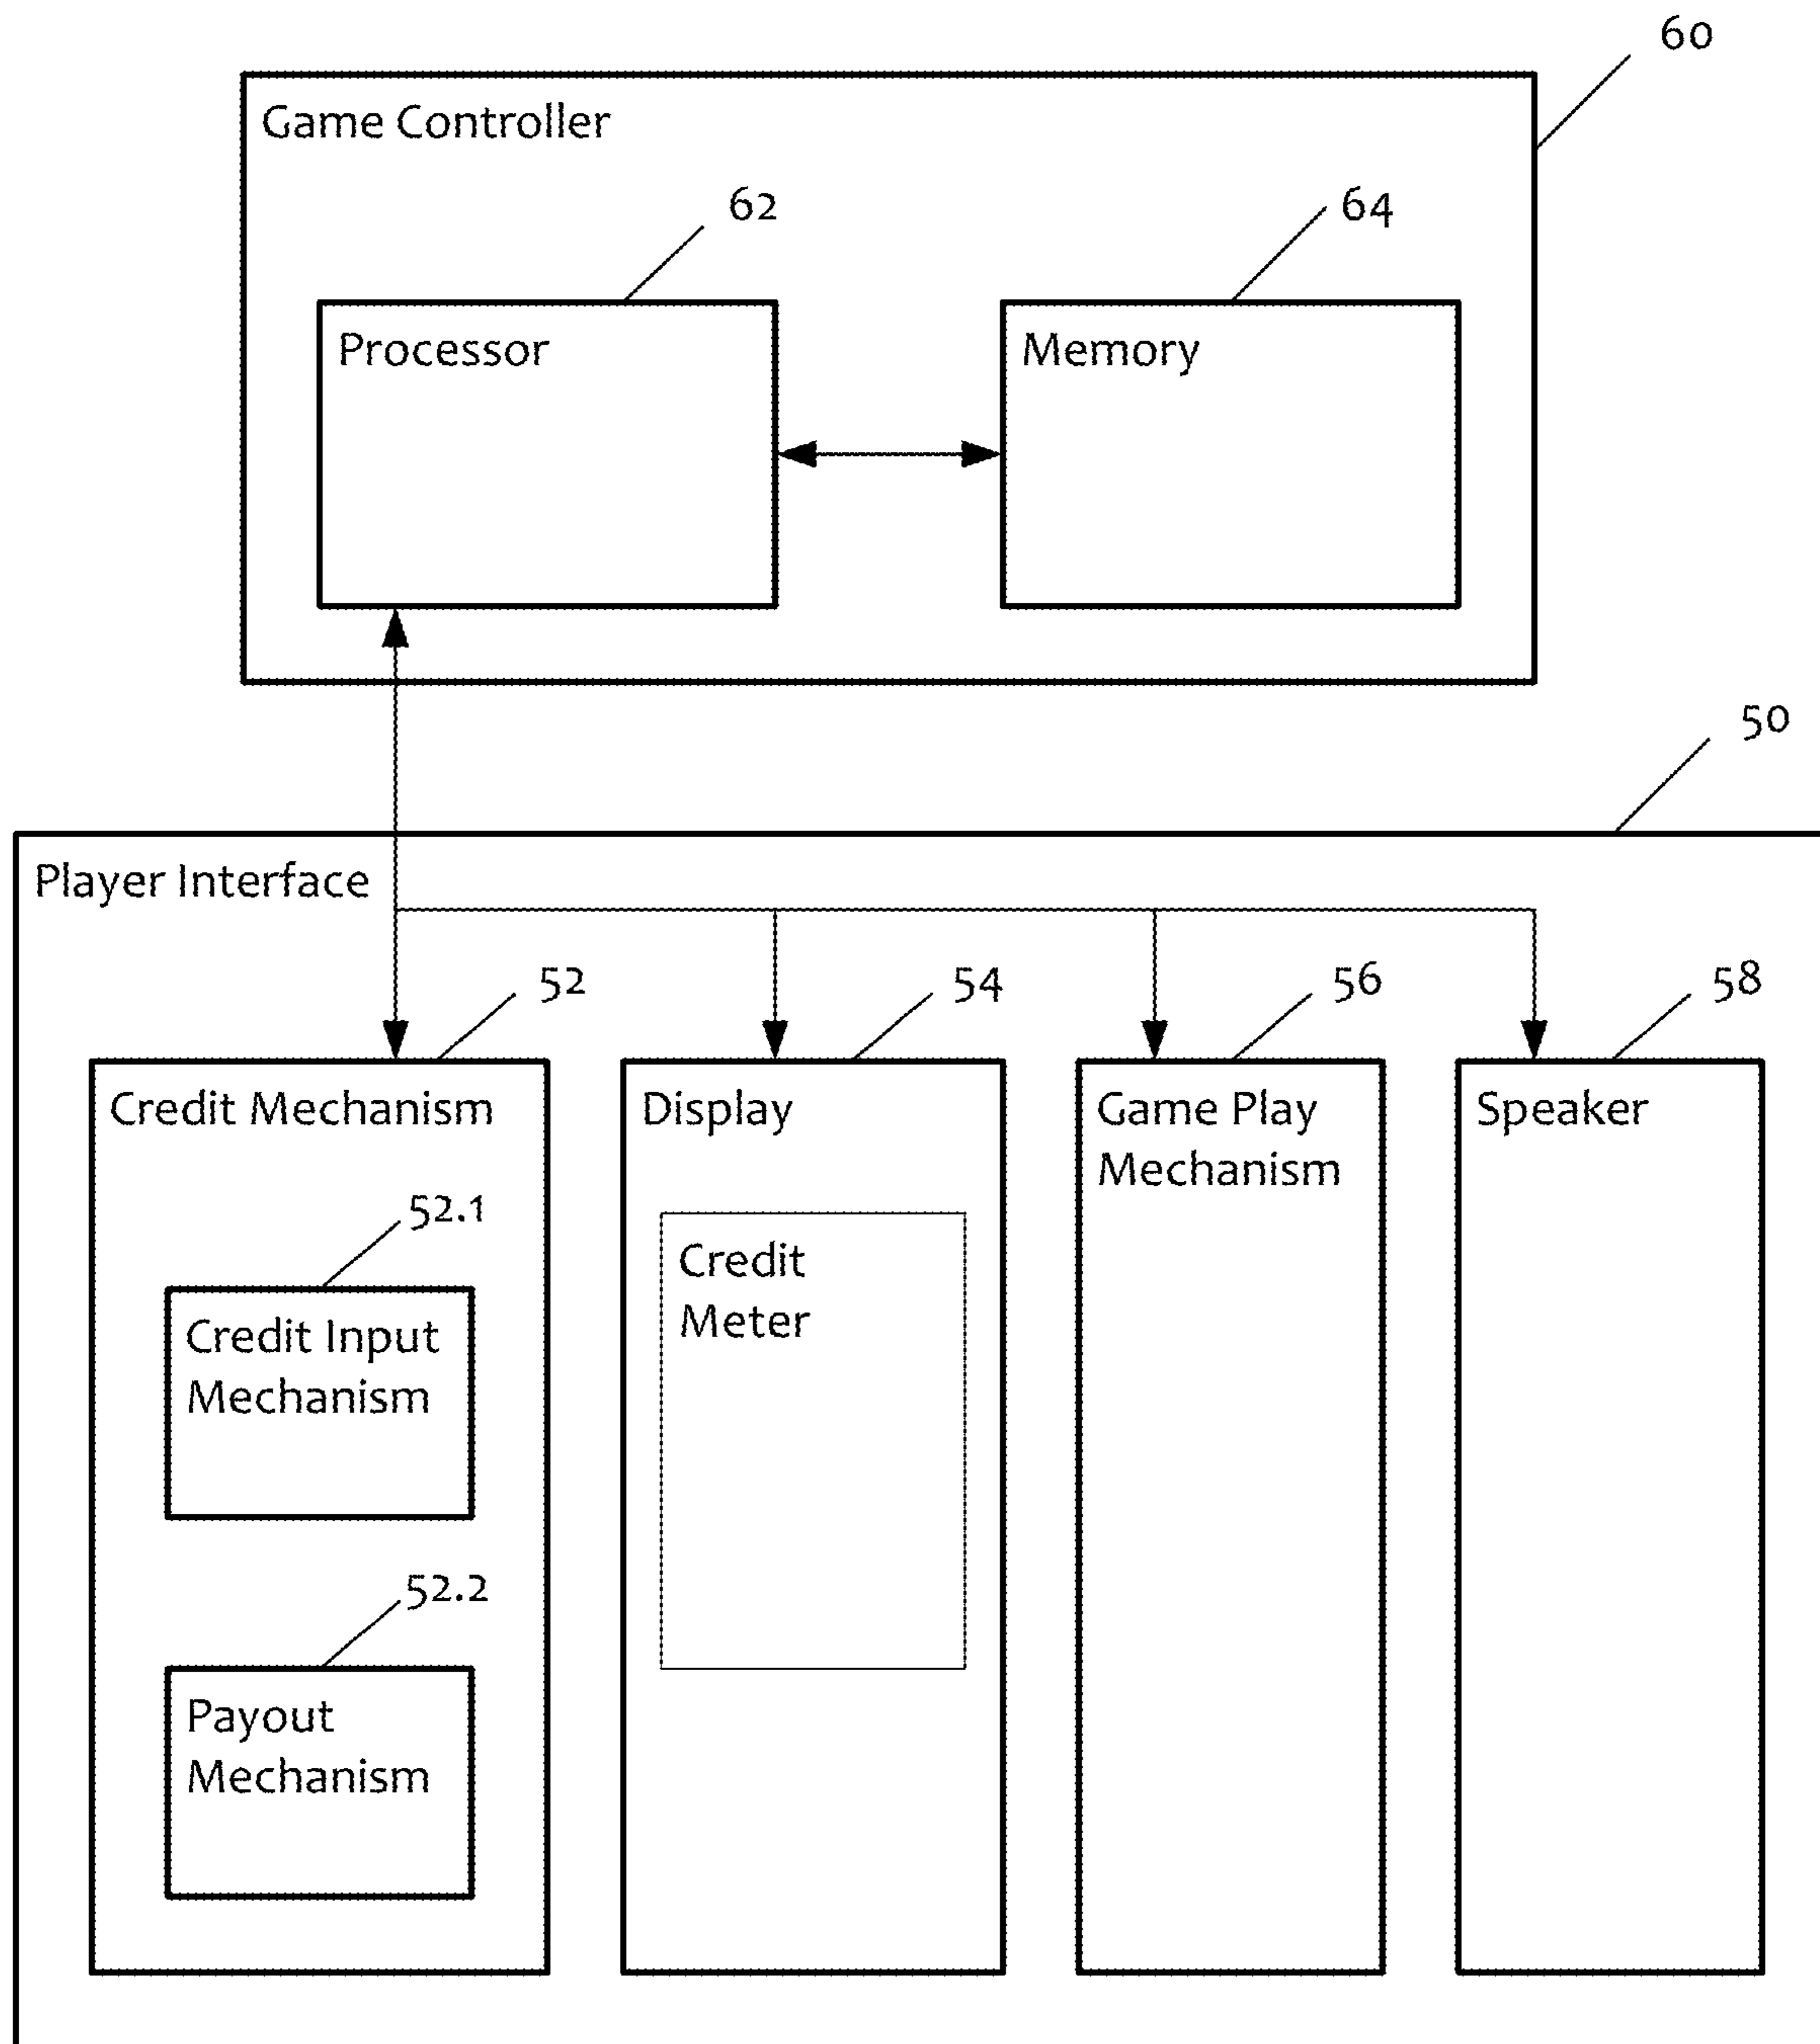 60
Game Controller
62
64
Processor
Memory
50
Player Interface
52
54
56
58
Credit Mechanism
Display
Game Play
Mechanism
Speaker
52.1
Credit Input
Mechanism
Credit
Meter
52.2
Payout
Mechanism